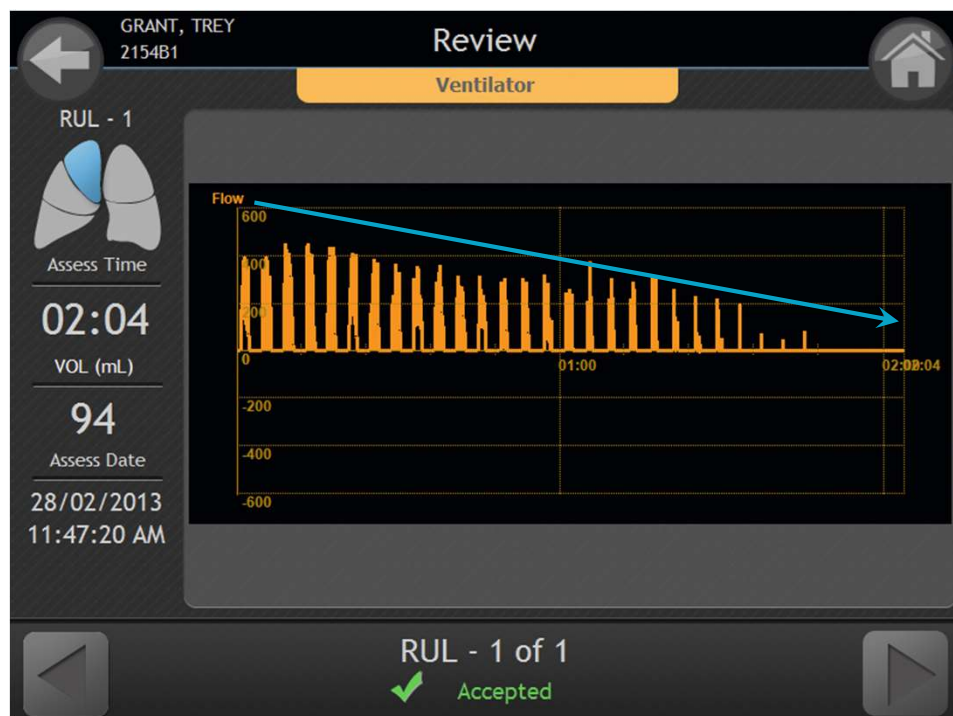 GRANT, TREY
2154B1
Review
Ventilator
RUL - 1
Assess Time
02:04
VOL (mL)
94
Assess Date
28/02/2013
11:47:20 AM
Flow
600
400
200
0
-200
-400
-600
01:00
02:04
RUL - 1 of 1
Accepted